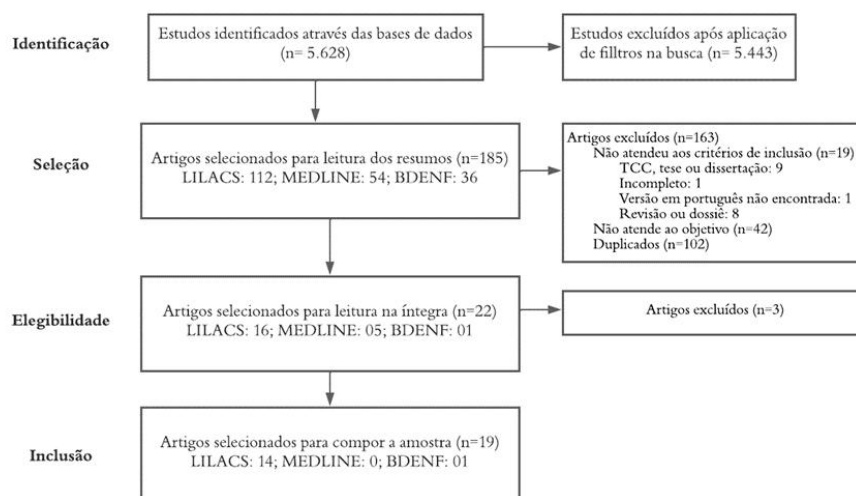 Identificação
Estudos identificados através das bases de dados
(n= 5.628)
Estudos excluídos após aplicação
de filltros na busca (n= 5.443)
Seleção
Artigos selecionados para leitura dos resumos (n=185)
LILACS: 112; MEDLINE: 54; BDENF: 36
Artigos excluídos (n=163)
Não atendeu aos critérios de inclusão (n=19)
TCC, tese ou dissertação: 9
Incompleto: 1
Versão em português não encontrada: 1
Revisão ou dossiê: 8
Não atende ao objetivo (n=42)
Duplicados (n=102)
Elegibilidade
Artigos selecionados para leitura na íntegra (n=22)
LILACS: 16; MEDLINE: 05; BDENF: 01
Artigos excluídos (n=3)
Inclusão
Artigos selecionados para compor a amostra (n=19)
LILACS: 14; MEDLINE: 0; BDENF: 01